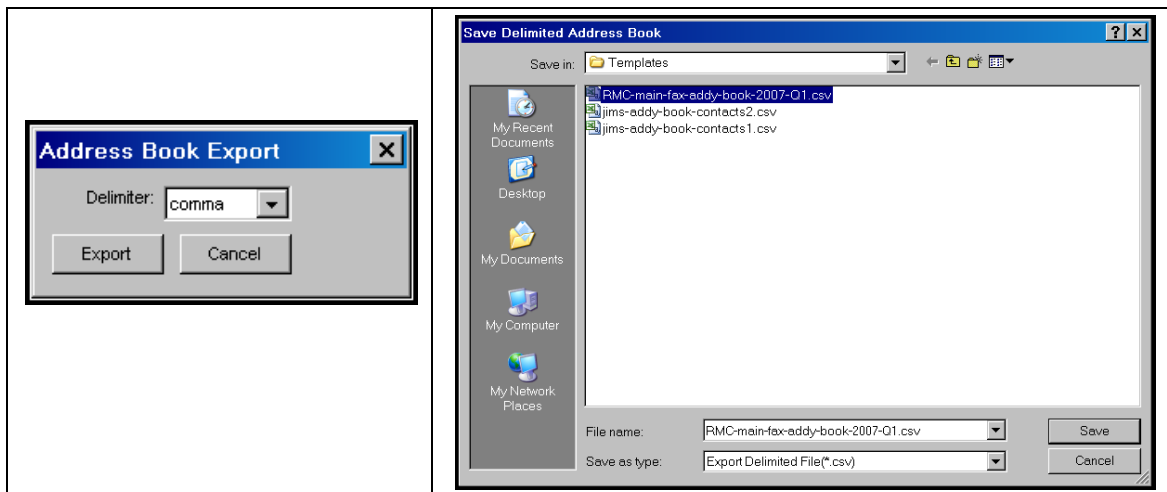 Address Book Export
Delimiter: comma
Export Cancel
Save Delimited Address Book
Save in: Templates
RMC-main-fax-addy-book-2007-Q1.csv
jims-addy-book-contacts2.csv
jims-addy-book-contacts1.csv
My Recent
Documents
Desktop
My Documents
My Computer
My Network
Places
File name: RMC-main-fax-addy-book-2007-Q1.csv Save
Save as type: Export Delimited File(*.csv) Cancel